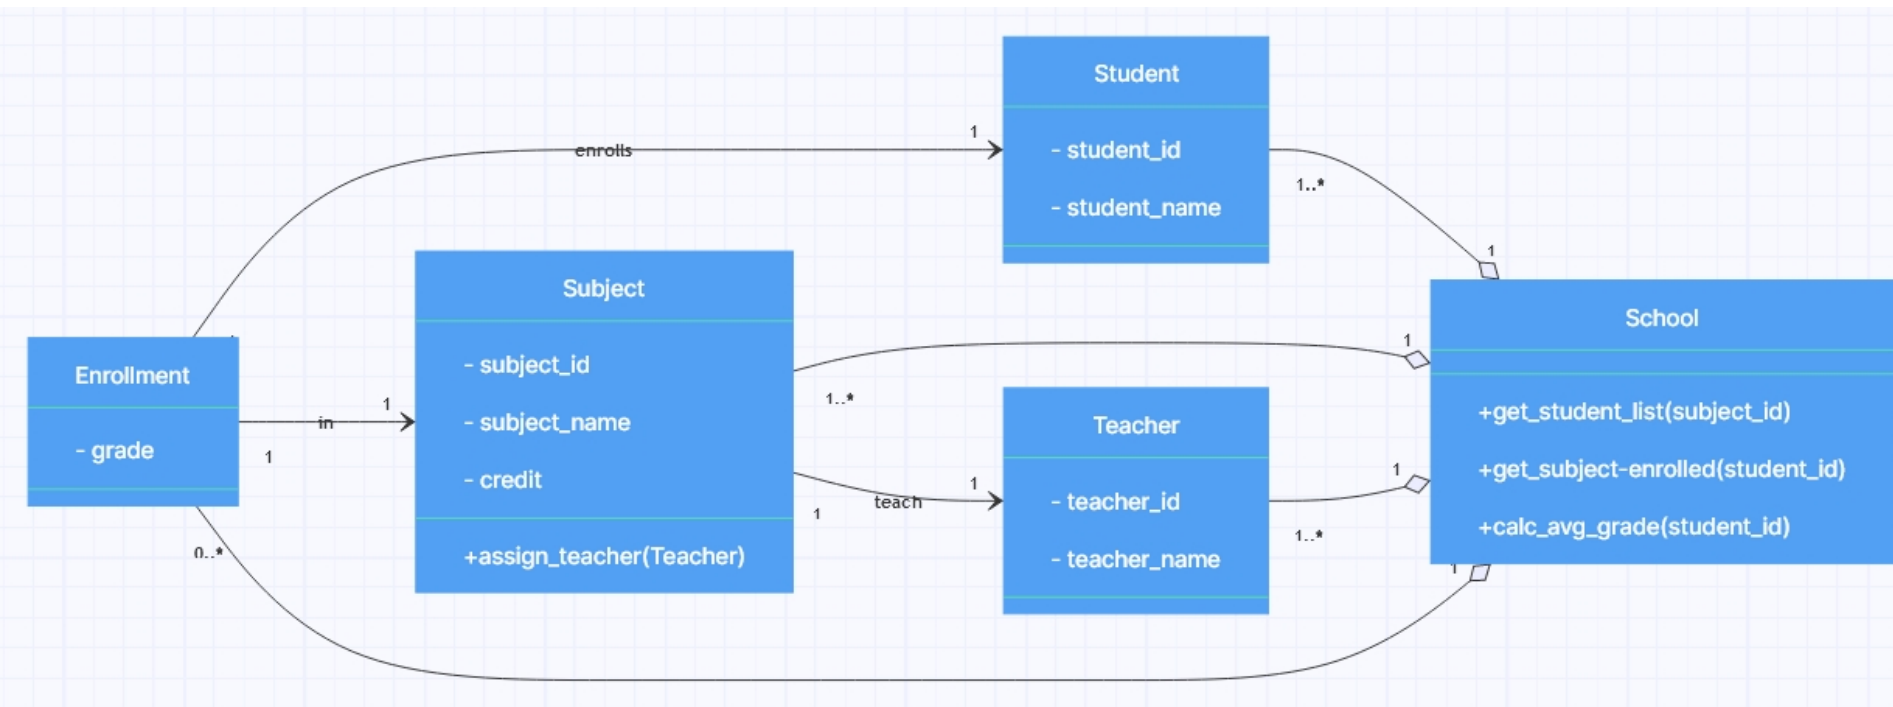 Student
- student_id
- student_name
enrolls
1
1..*
1
Subject
- subject_id
- subject_name
- credit
+assign_teacher(Teacher)
Enrollment
- grade
in
1
1
0..*
1..*
1
teach
1
1
Teacher
- teacher_id
- teacher_name
1..*
1
School
+get_student_list(subject_id)
+get_subject-enrolled(student_id)
+calc_avg_grade(student_id)
1